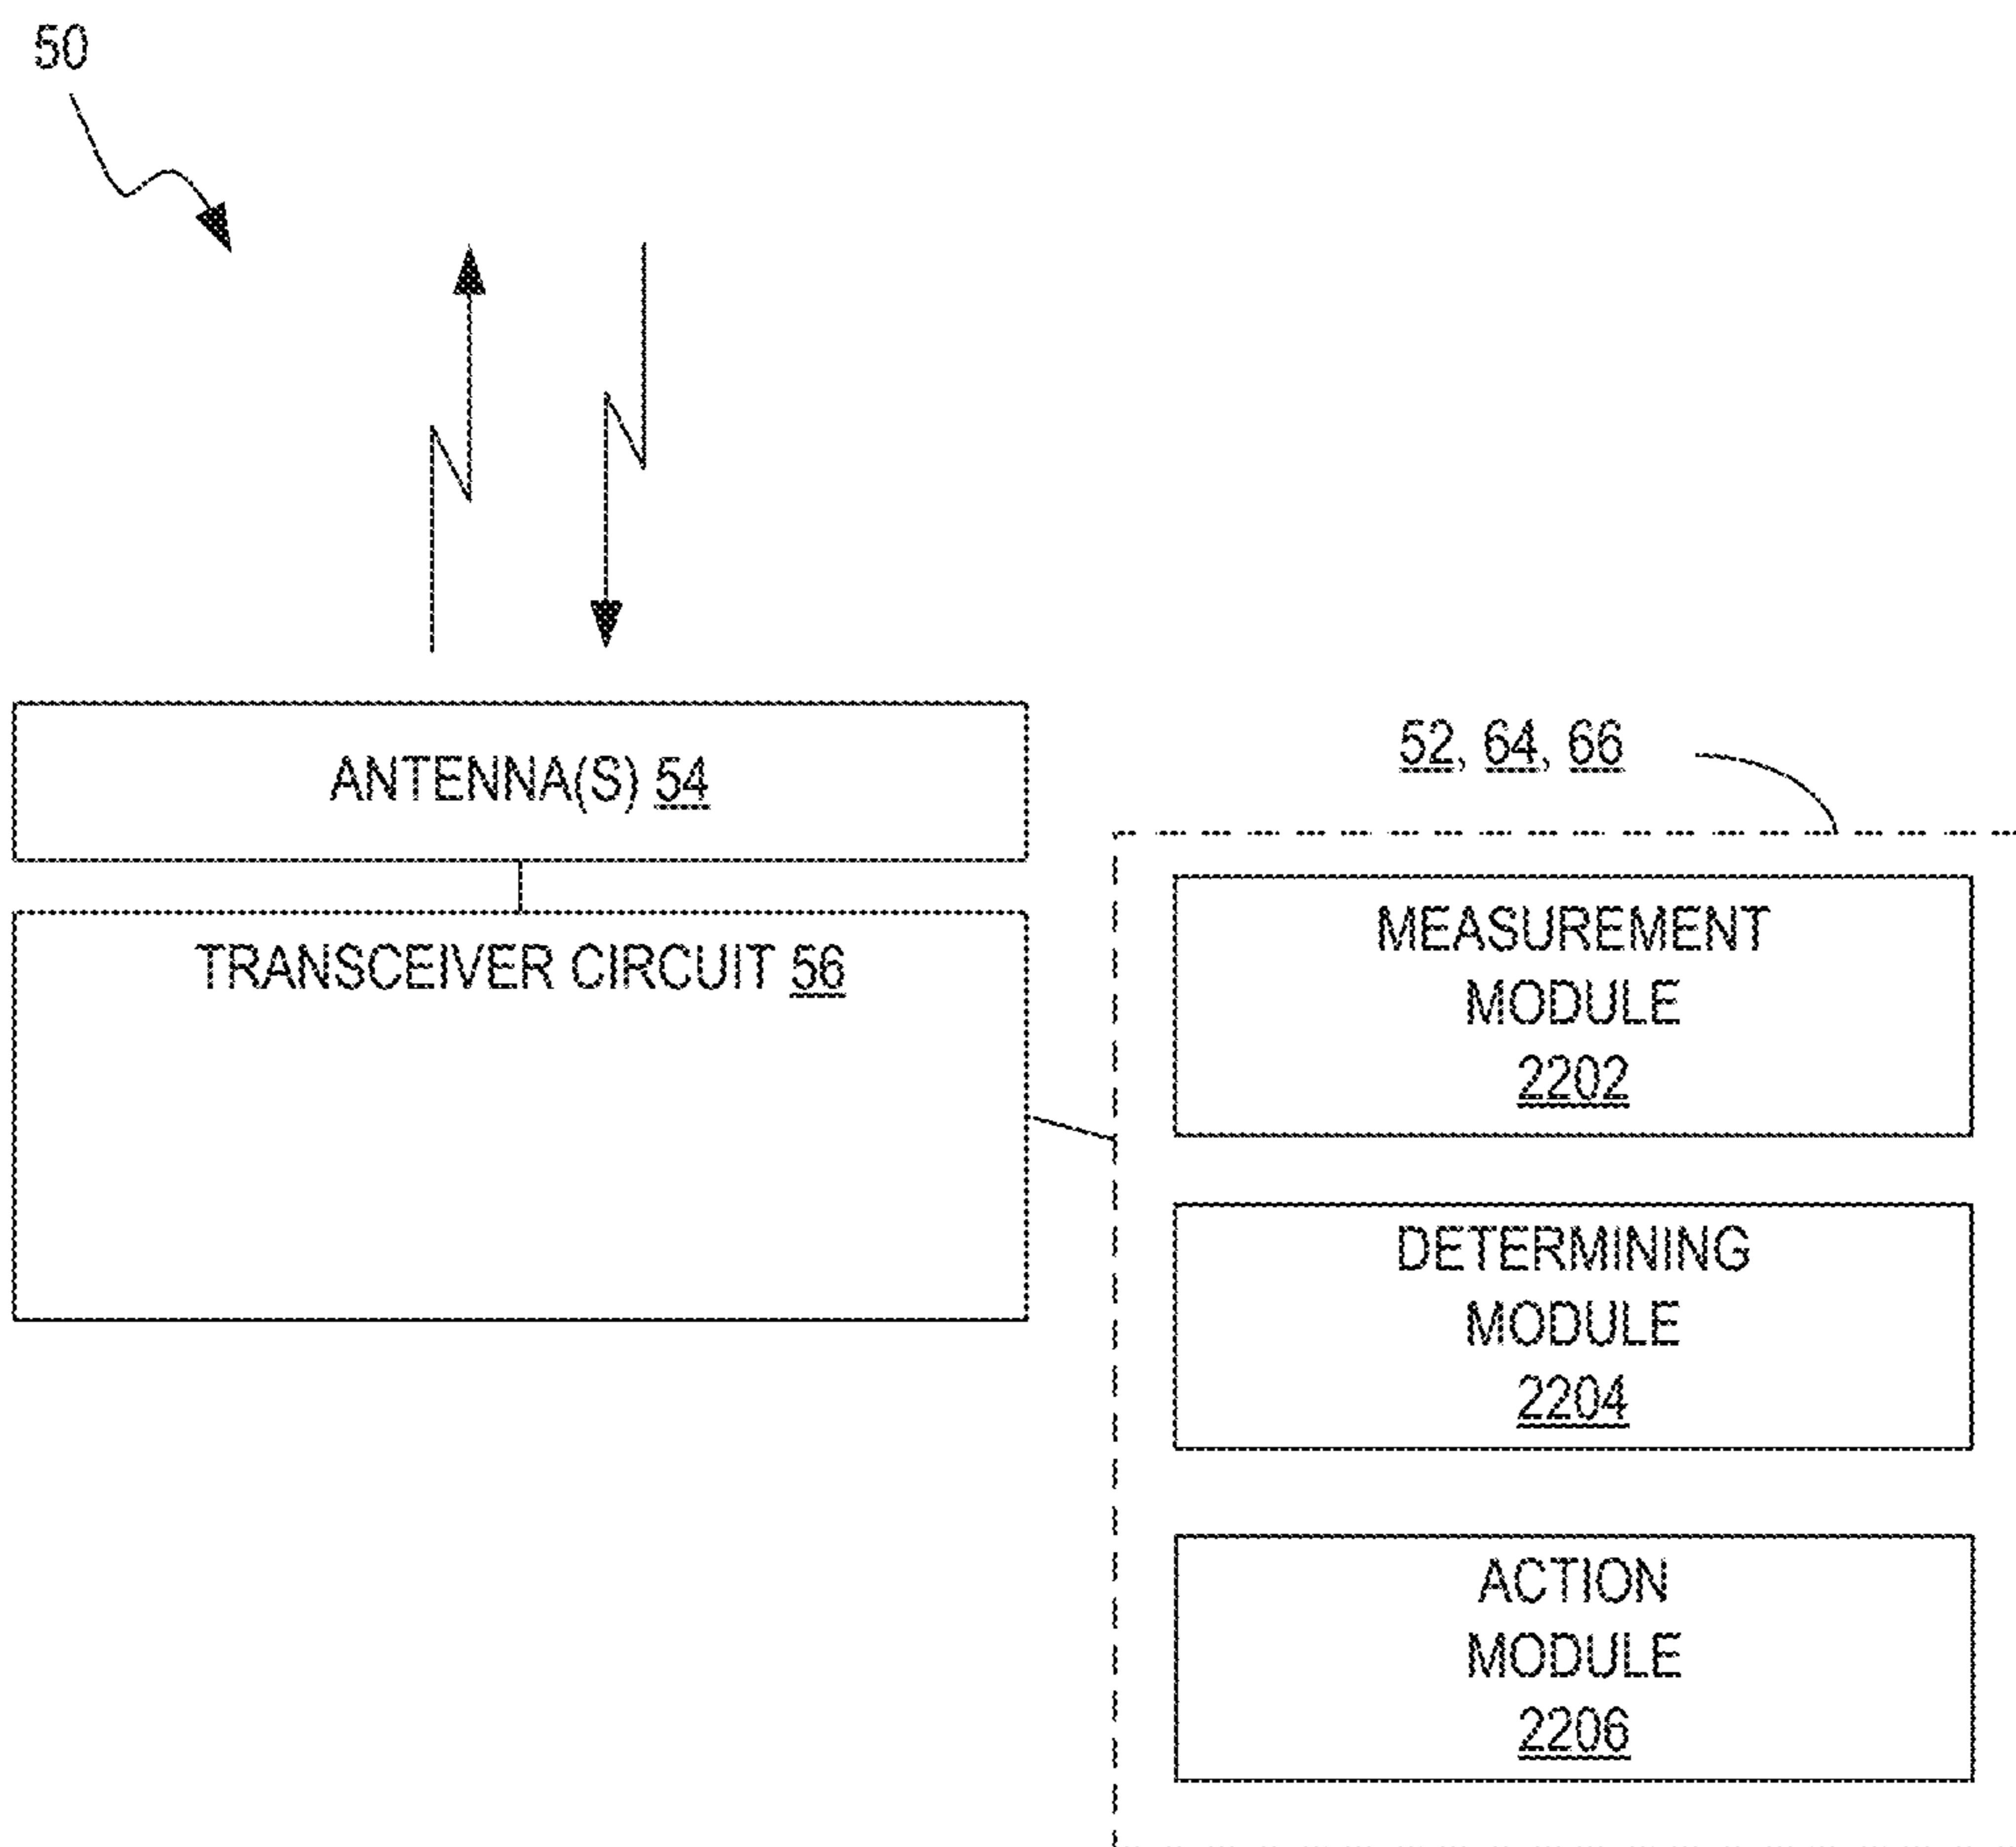 50
ANTENNA(S) 54
52, 64, 66
TRANSCEIVER CIRCUIT 56
MEASUREMENT
MODULE
2202
DETERMINING
MODULE
2204
ACTION
MODULE
2206